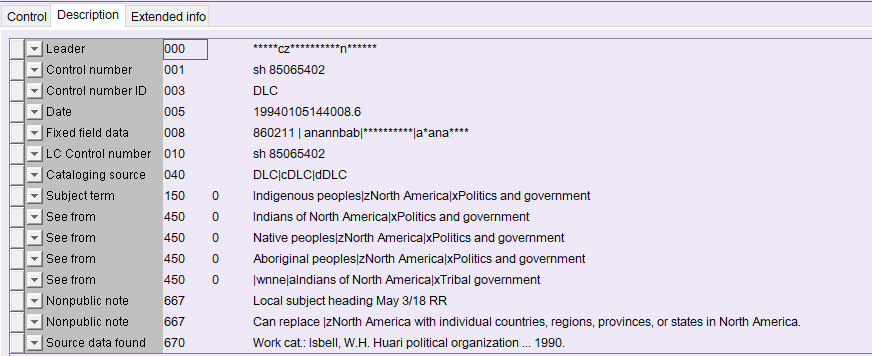 Control Description Extended info
Leader 000 *****cz**********n******
Control number 001 sh 85065402
Control number ID 003 DLC
Date 005 19940105144008.6
Fixed field data 008 860211 | anannbab|**********|a*ana****
LC Control number 010 sh 85065402
Cataloging source 040 DLC|cDLC|dDLC
Subject term 150 0 Indigenous peoples|zNorth America|xPolitics and government
See from 450 0 Indians of North America|xPolitics and government
See from 450 0 Native peoples|zNorth America|xPolitics and government
See from 450 0 Aboriginal peoples|zNorth America|xPolitics and government
See from 450 0 |wnne|aIndians of North America|xTribal government
Nonpublic note 667 Local subject heading May 3/18 RR
Nonpublic note 667 Can replace |zNorth America with individual countries, regions, provinces, or states in North America.
Source data found 670 Work cat.: Isbell, W.H. Huari political organization ... 1990.